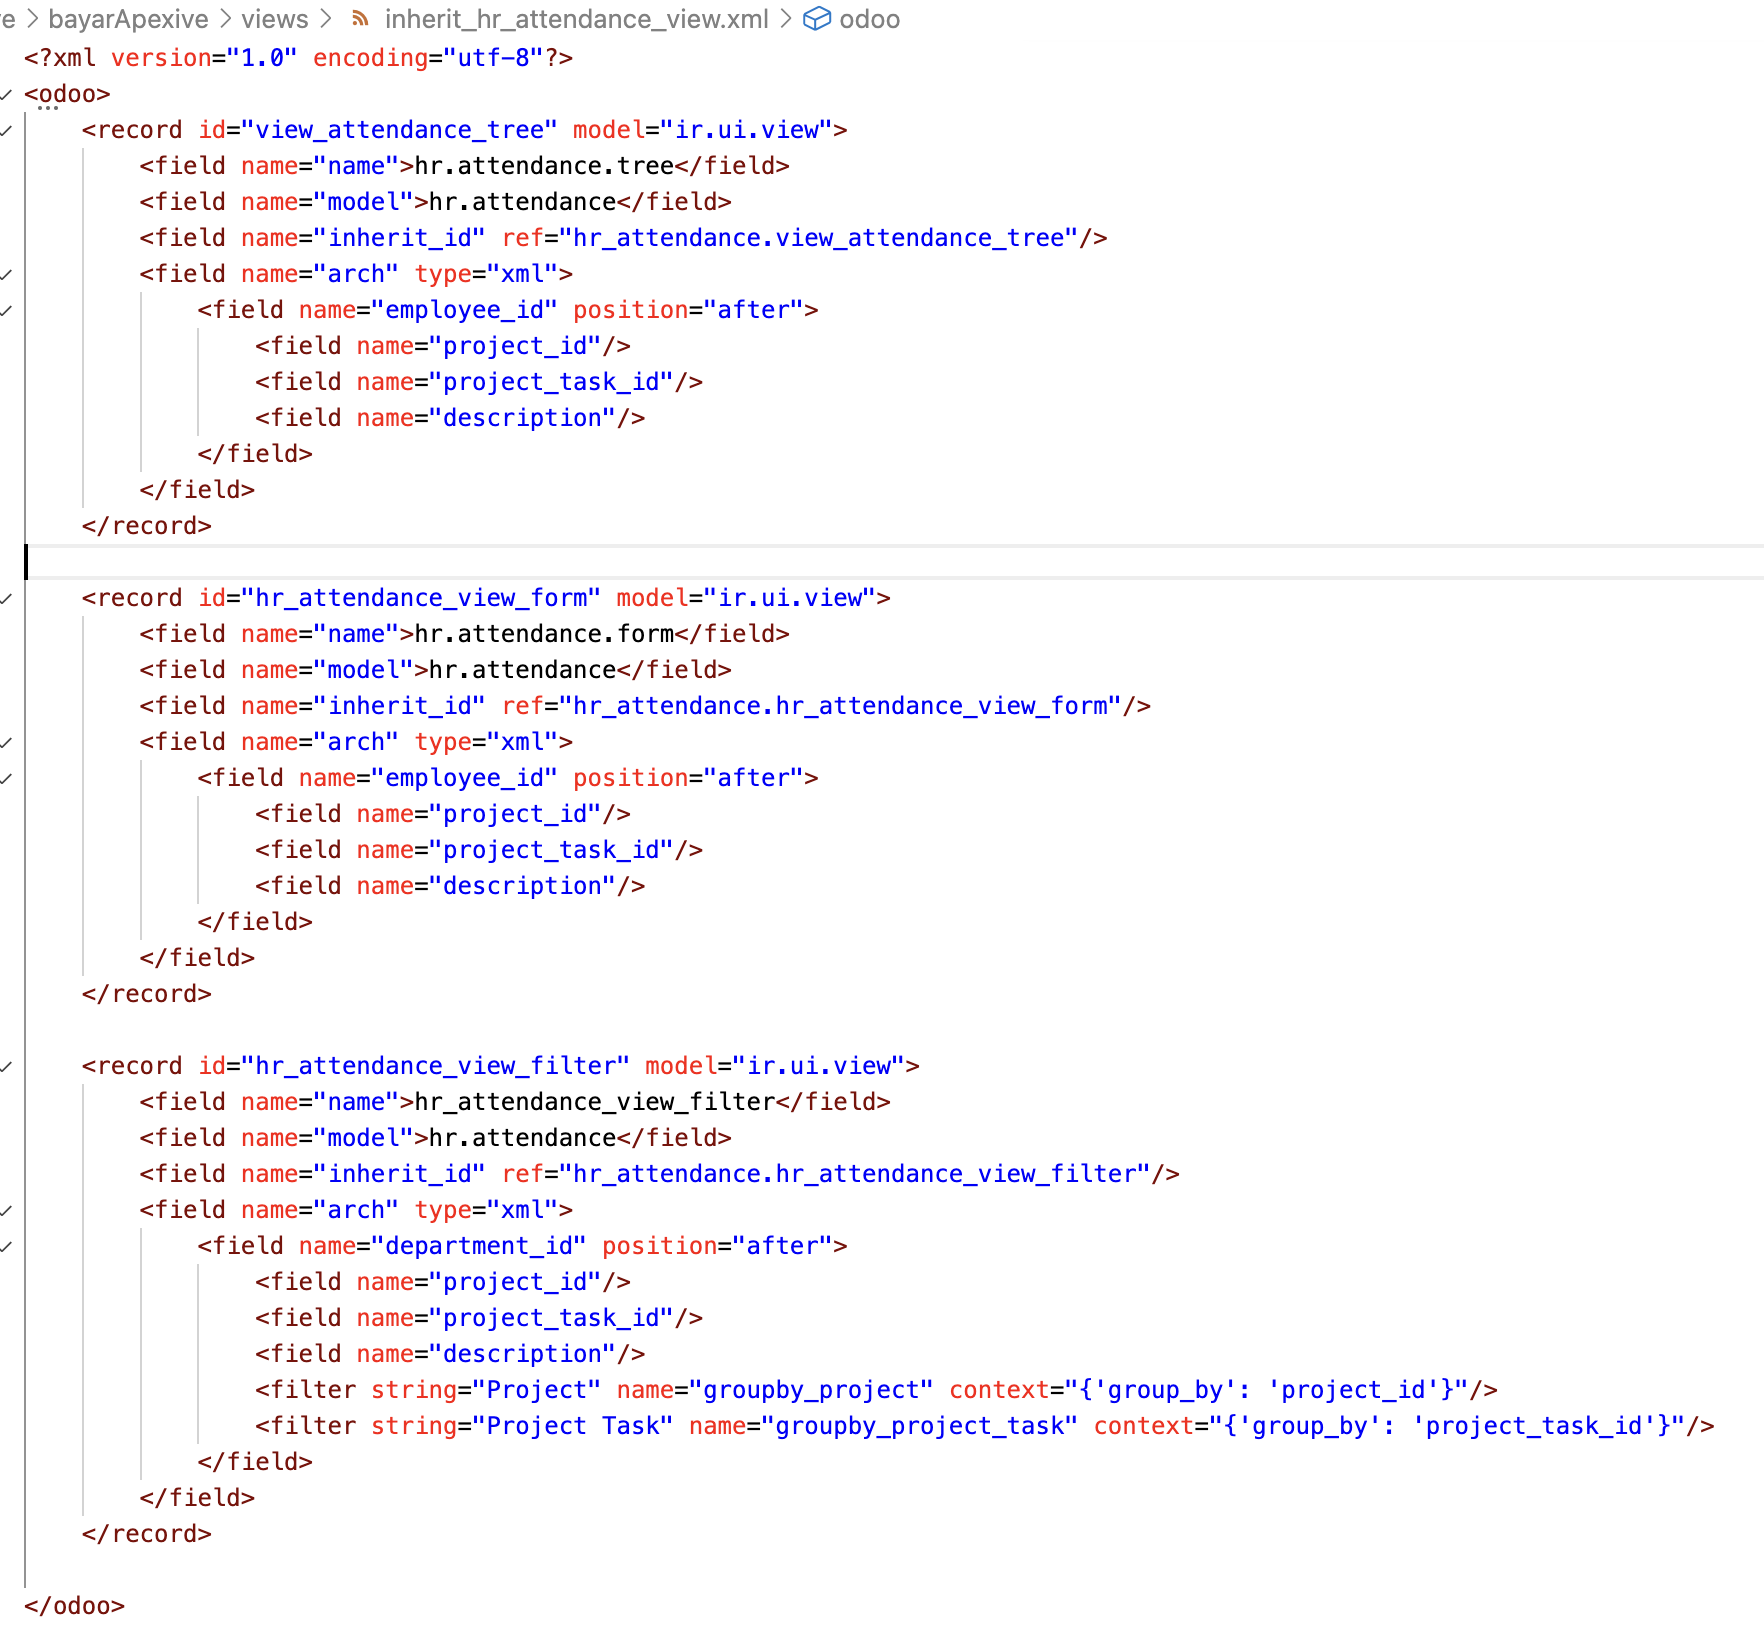 e > bayarApexive > views > inherit_hr_attendance_view.xml > odoo
<?xml version="1.0" encoding="utf-8"?>
<odoo>
    <record id="view_attendance_tree" model="ir.ui.view">
        <field name="name">hr.attendance.tree</field>
        <field name="model">hr.attendance</field>
        <field name="inherit_id" ref="hr_attendance.view_attendance_tree"/>
        <field name="arch" type="xml">
            <field name="employee_id" position="after">
                <field name="project_id"/>
                <field name="project_task_id"/>
                <field name="description"/>
            </field>
        </field>
    </record>

    <record id="hr_attendance_view_form" model="ir.ui.view">
        <field name="name">hr.attendance.form</field>
        <field name="model">hr.attendance</field>
        <field name="inherit_id" ref="hr_attendance.hr_attendance_view_form"/>
        <field name="arch" type="xml">
            <field name="employee_id" position="after">
                <field name="project_id"/>
                <field name="project_task_id"/>
                <field name="description"/>
            </field>
        </field>
    </record>

    <record id="hr_attendance_view_filter" model="ir.ui.view">
        <field name="name">hr_attendance_view_filter</field>
        <field name="model">hr.attendance</field>
        <field name="inherit_id" ref="hr_attendance.hr_attendance_view_filter"/>
        <field name="arch" type="xml">
            <field name="department_id" position="after">
                <field name="project_id"/>
                <field name="project_task_id"/>
                <field name="description"/>
                <filter string="Project" name="groupby_project" context="{'group_by': 'project_id'}"/>
                <filter string="Project Task" name="groupby_project_task" context="{'group_by': 'project_task_id'}"/>
            </field>
        </field>
    </record>

</odoo>